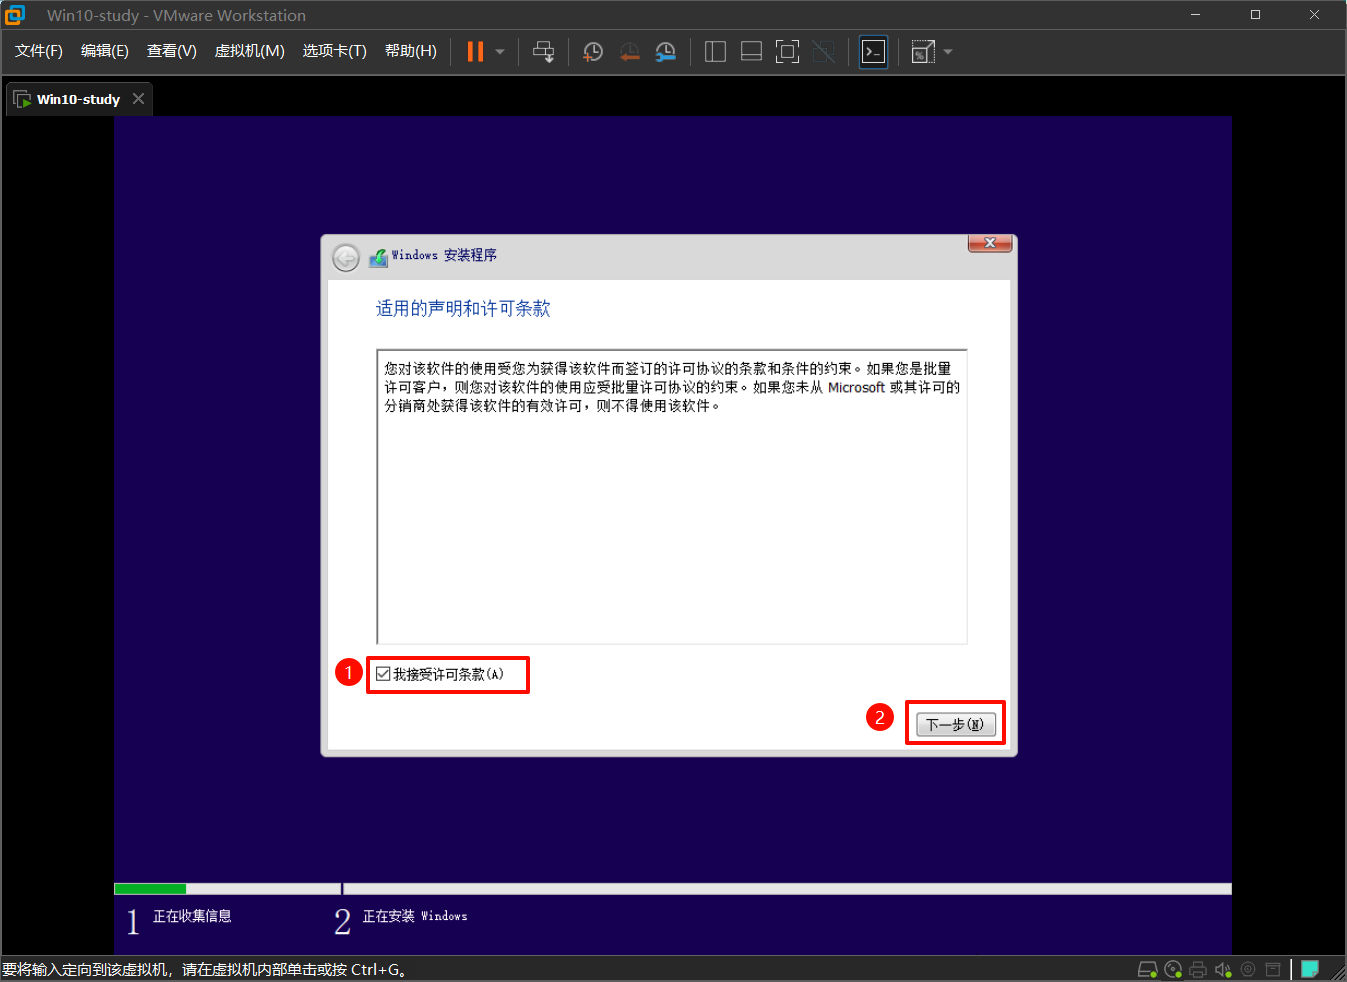 Win10-study - VMware Workstation
文件(F) 编辑(E) 查看(V) 虚拟机(M) 选项卡(T) 帮助(H)
Win10-study
Windows 安装程序
适用的声明和许可条款
您对该软件的使用受您为获得该软件而签订的许可协议的条款和条件的约束。如果您是批量
许可客户，则您对该软件的使用应受批量许可协议的约束。如果您未从 Microsoft 或其许可的
分销商处获得该软件的有效许可，则不得使用该软件。
1 我接受许可条款(A)
2 下一步(N)
1 正在收集信息 2 正在安装 Windows
要将输入定向到该虚拟机，请在虚拟机内部单击或按 Ctrl+G。